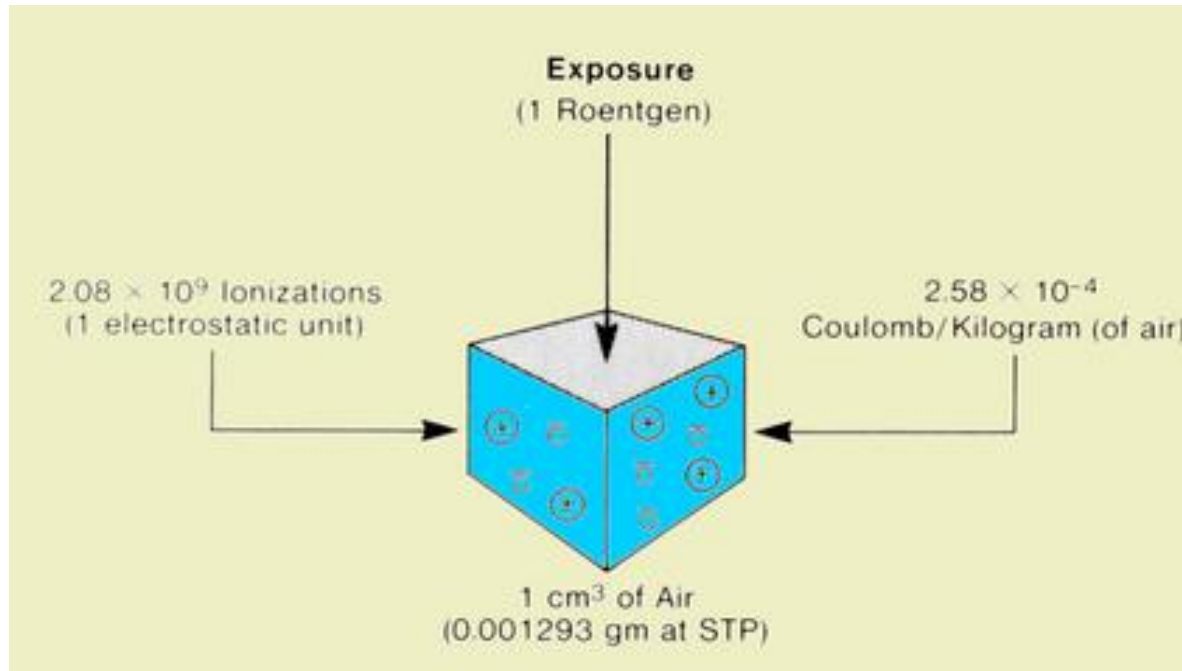 Exposure
(1 Roentgen)
2.08 × 10⁹ Ionizations
(1 electrostatic unit)
2.58 × 10⁻⁴
Coulomb/Kilogram (of air)
1 cm³ of Air
(0.001293 gm at STP)